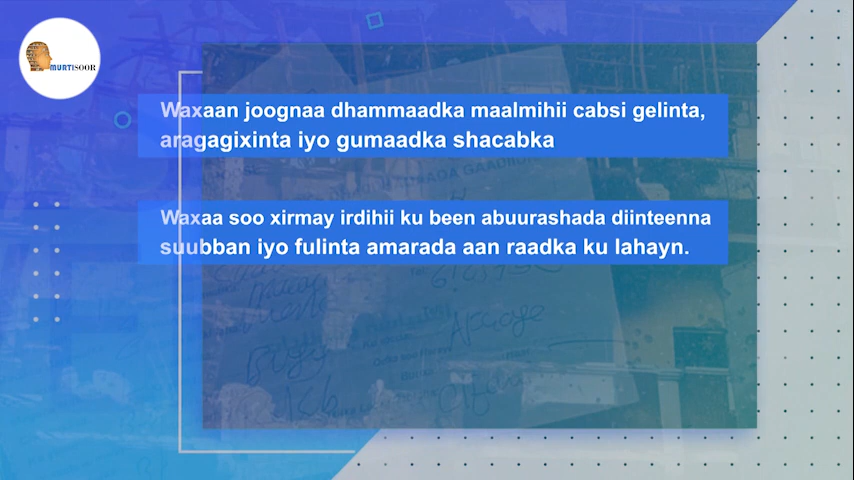 MURTISOOR
Waxaan joognaa dhammaadka maalmihii cabsi gelinta,
aragagixinta iyo gumaadka shacabka
Waxaa soo xirmay irdihii ku been abuurashada diinteenna
suubban iyo fulinta amarada aan raadka ku lahayn.